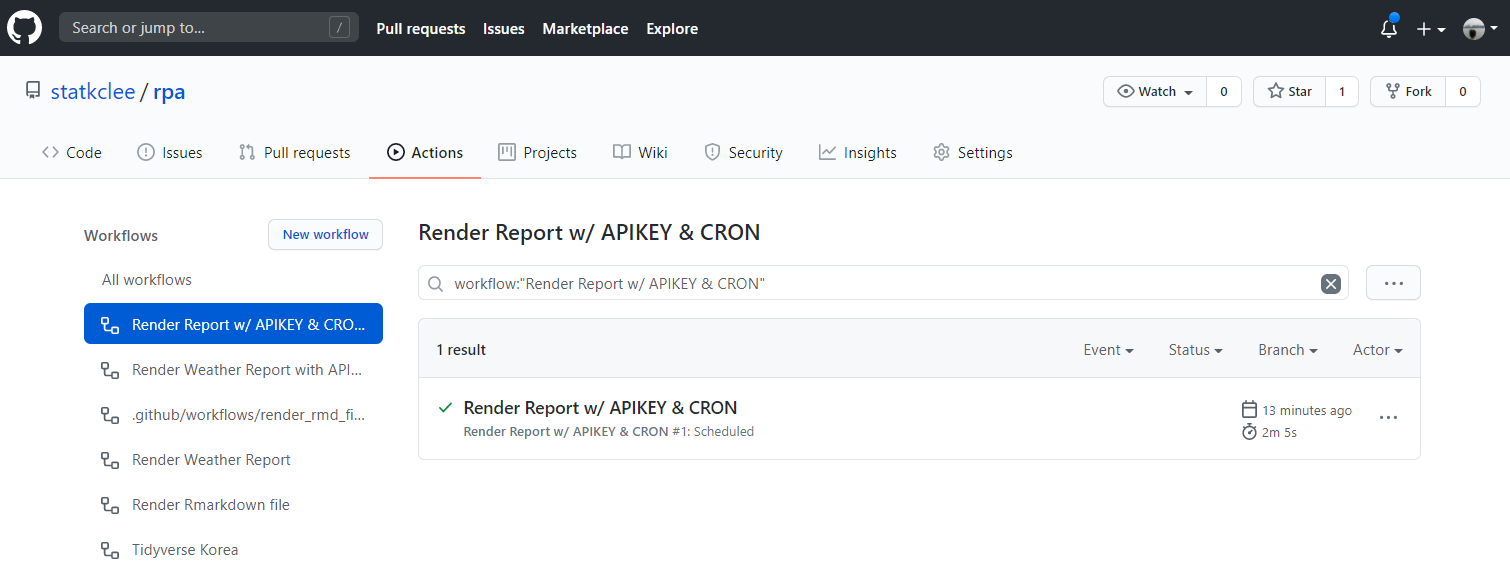 Search or jump to... / Pull requests Issues Marketplace Explore
statkclee / rpa Watch 0 Star 1 Fork 0
Code Issues Pull requests Actions Projects Wiki Security Insights Settings
Workflows New workflow
All workflows
Render Report w/ APIKEY & CRO...
Render Weather Report with API...
.github/workflows/render_rmd_fi...
Render Weather Report
Render Rmarkdown file
Tidyverse Korea
Render Report w/ APIKEY & CRON
workflow:"Render Report w/ APIKEY & CRON"
1 result Event Status Branch Actor
Render Report w/ APIKEY & CRON 13 minutes ago
Render Report w/ APIKEY & CRON #1: Scheduled 2m 5s